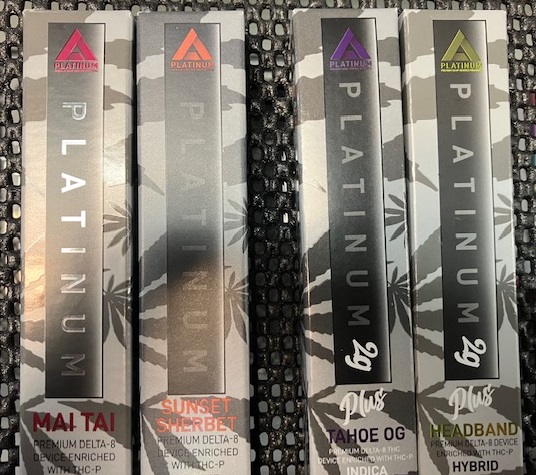 PLATINUM
PLATINUM
MAI TAI
PREMIUM DELTA-8
DEVICE ENRICHED
WITH THC-P
PLATINUM
PLATINUM
SUNSET
SHERBET
PREMIUM DELTA-8
DEVICE ENRICHED
WITH THC-P
PLATINUM
PLATINUM 2g
Plus
TAHOE OG
PREMIUM DELTA-8 THC
DEVICE ENRICHED WITH THC-P
INDICA
PLATINUM
PLATINUM 2g
Plus
HEADBAND
PREMIUM DELTA-8 DEVICE
ENRICHED WITH THC-P
HYBRID